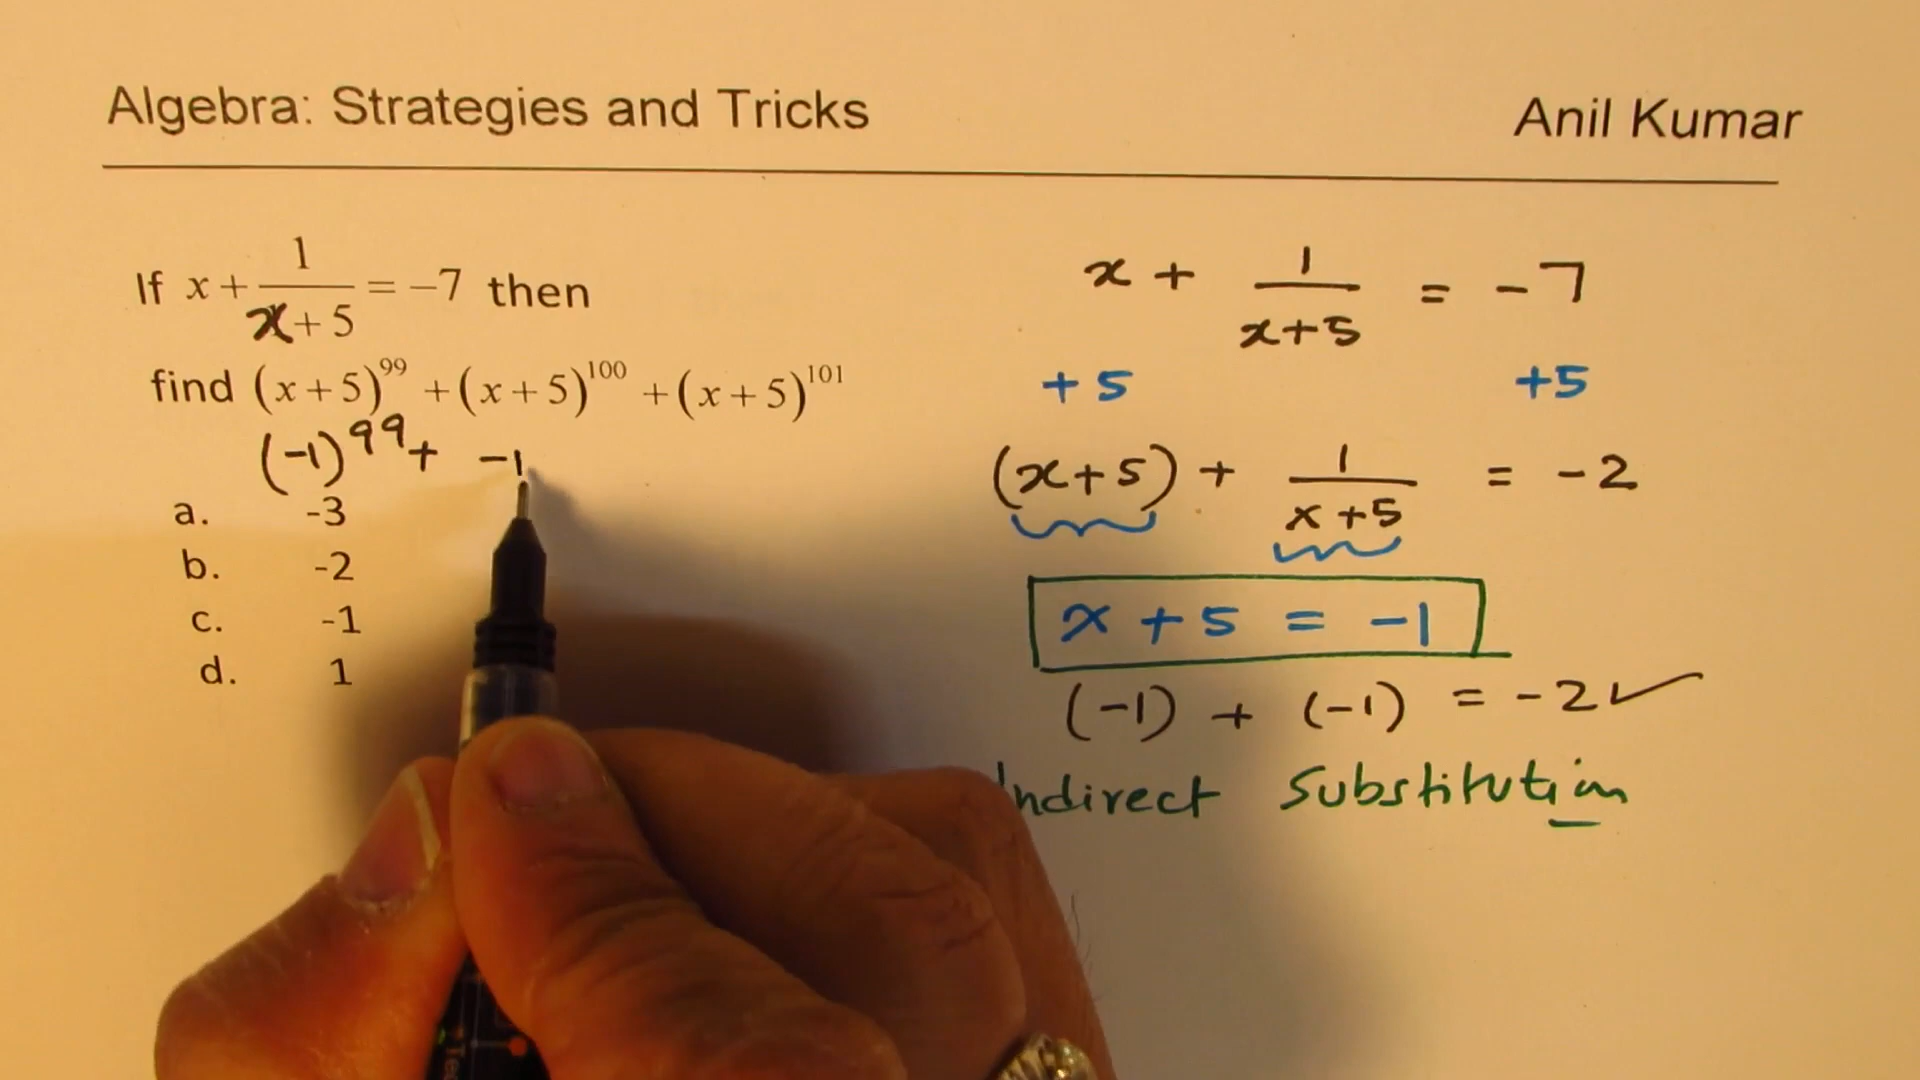 Algebra: Strategies and Tricks
Anil Kumar
If x + 1/(x + 5) = -7 then
find (x + 5)^99 + (x + 5)^100 + (x + 5)^101
(-1)^99 + -1
a. -3
b. -2
c. -1
d. 1
x + 1/(x+5) = -7
+5 +5
(x+5) + 1/(x+5) = -2
x + 5 = -1
(-1) + (-1) = -2 ✓
Indirect Substitution